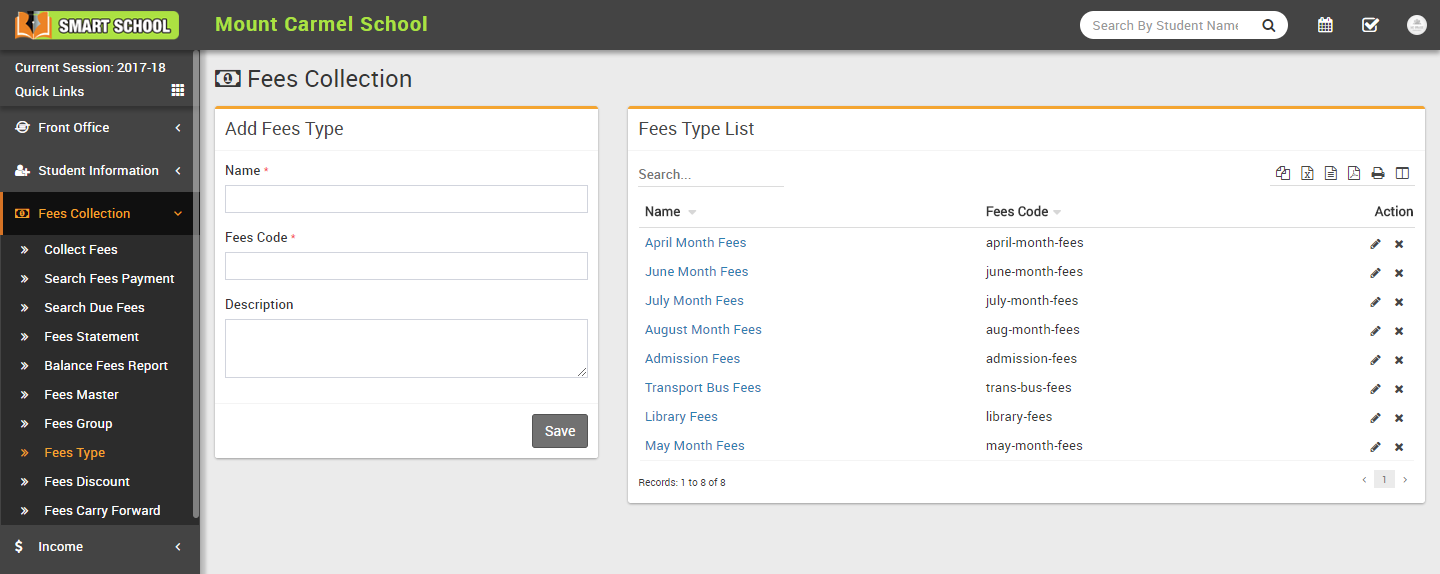 SMART SCHOOL
Mount Carmel School
Search By Student Name
Current Session: 2017-18
Quick Links
Front Office
Student Information
Fees Collection
Collect Fees
Search Fees Payment
Search Due Fees
Fees Statement
Balance Fees Report
Fees Master
Fees Group
Fees Type
Fees Discount
Fees Carry Forward
Income
Fees Collection
Add Fees Type
Name *
Fees Code *
Description
Save
Fees Type List
Search...
Name Fees Code Action
April Month Fees april-month-fees
June Month Fees june-month-fees
July Month Fees july-month-fees
August Month Fees aug-month-fees
Admission Fees admission-fees
Transport Bus Fees trans-bus-fees
Library Fees library-fees
May Month Fees may-month-fees
Records: 1 to 8 of 8
1